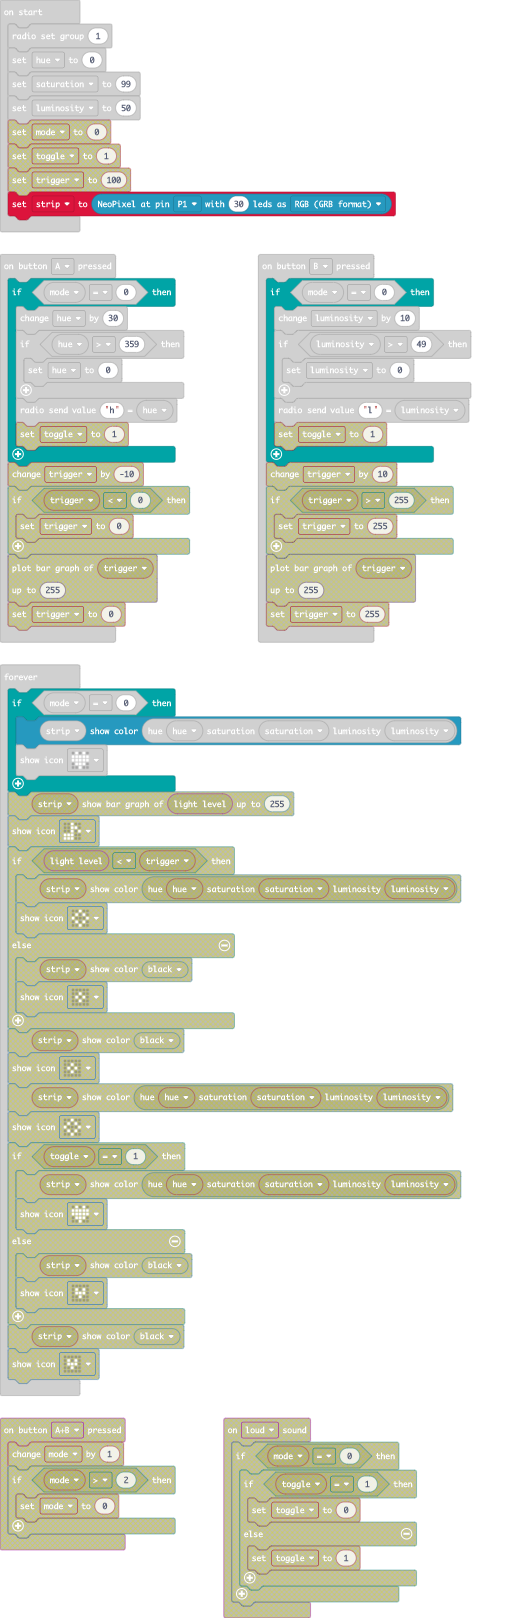 on start
radio set group 1
set hue to 0
set saturation to 99
set luminosity to 50
set mode to 0
set toggle to 1
set trigger to 100
set strip to NeoPixel at pin P1 with 30 leds as RGB (GRB format)
on button A pressed
if mode = 0 then
change hue by 30
if hue > 359 then
set hue to 0
radio send value "h" = hue
set toggle to 1
change trigger by -10
if trigger < 0 then
set trigger to 0
plot bar graph of trigger
up to 255
set trigger to 0
on button B pressed
if mode = 0 then
change luminosity by 10
if luminosity > 49 then
set luminosity to 0
radio send value "l" = luminosity
set toggle to 1
change trigger by 10
if trigger > 255 then
set trigger to 255
plot bar graph of trigger
up to 255
set trigger to 255
forever
if mode = 0 then
strip show color hue hue saturation saturation luminosity luminosity
show icon
strip show bar graph of light level up to 255
show icon
if light level < trigger then
strip show color hue hue saturation saturation luminosity luminosity
show icon
else
strip show color black
show icon
strip show color black
show icon
strip show color hue hue saturation saturation luminosity luminosity
show icon
if toggle = 1 then
strip show color hue hue saturation saturation luminosity luminosity
show icon
else
strip show color black
show icon
strip show color black
show icon
on button A+B pressed
change mode by 1
if mode > 2 then
set mode to 0
on loud sound
if mode = 0 then
if toggle = 1 then
set toggle to 0
else
set toggle to 1